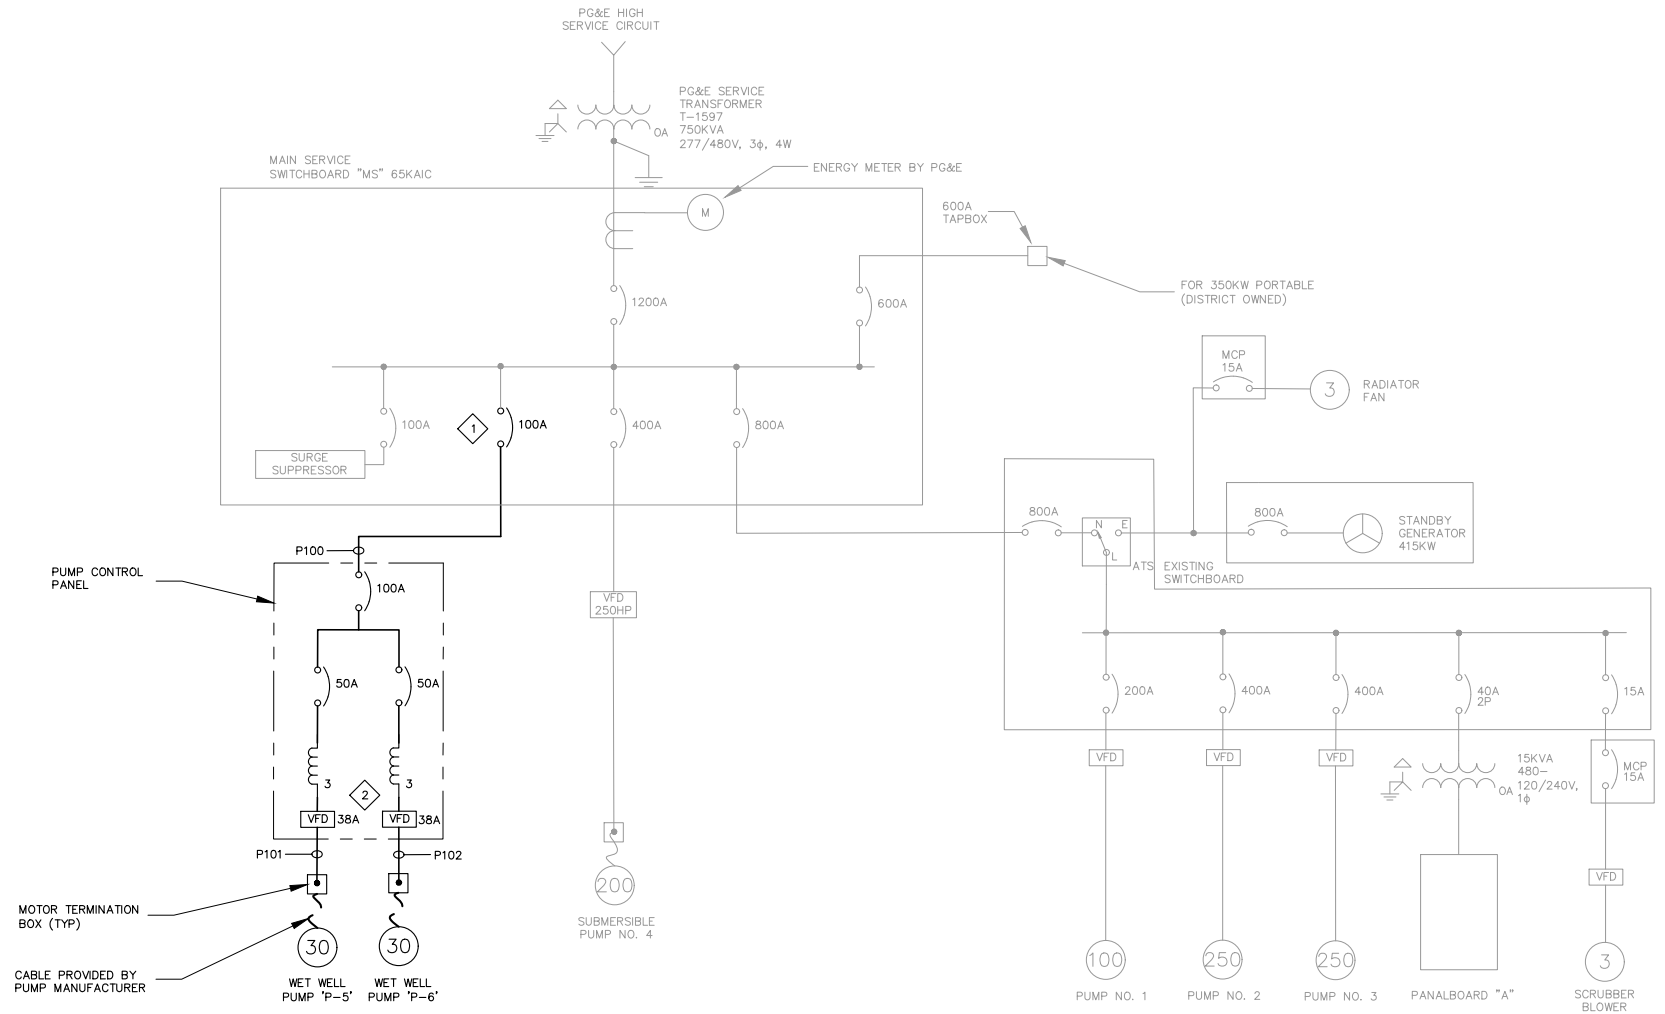 PG&E HIGH
SERVICE CIRCUIT
PG&E SERVICE
TRANSFORMER
T-1597
750KVA
277/480V, 3ϕ, 4W
OA
MAIN SERVICE
SWITCHBOARD "MS" 65KAIC
ENERGY METER BY PG&E
M
600A
TAPBOX
FOR 350KW PORTABLE
(DISTRICT OWNED)
1200A
600A
MCP
15A
3
RADIATOR
FAN
100A
1
100A
400A
800A
SURGE
SUPPRESSOR
800A
N
E
L
800A
STANDBY
GENERATOR
415KW
ATS
EXISTING
SWITCHBOARD
P100
PUMP CONTROL
PANEL
100A
VFD
250HP
50A
50A
200A
400A
400A
40A
2P
15A
3
3
2
VFD
38A
VFD
38A
VFD
VFD
VFD
OA
15KVA
480-
120/240V,
1ϕ
MCP
15A
P101
P102
VFD
MOTOR TERMINATION
BOX (TYP)
CABLE PROVIDED BY
PUMP MANUFACTURER
30
30
WET WELL
PUMP 'P-5'
WET WELL
PUMP 'P-6'
200
SUBMERSIBLE
PUMP NO. 4
100
250
250
3
PUMP NO. 1
PUMP NO. 2
PUMP NO. 3
PANALBOARD "A"
SCRUBBER
BLOWER